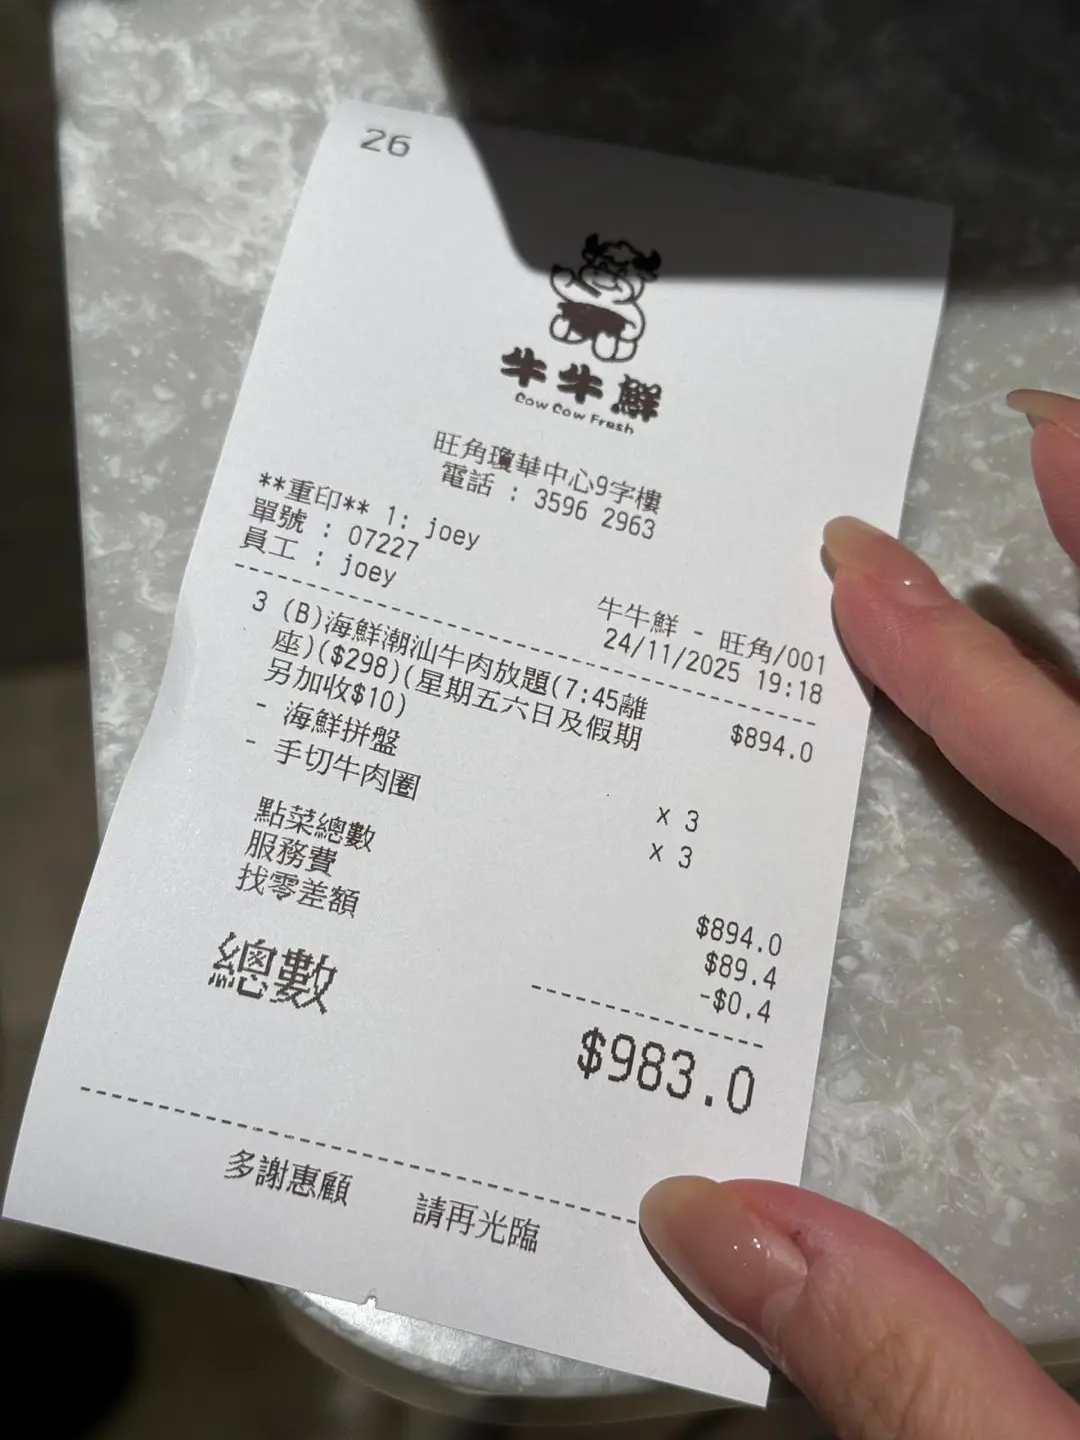 26
牛牛鮮
Cow Cow Fresh
旺角瓊華中心9字樓
電話 : 3596 2963
**重印** 1: joey
單號 : 07227
員工 : joey
牛牛鮮 - 旺角/001
24/11/2025 19:18
3 (B)海鮮潮汕牛肉放題(7:45離 $894.0
座)($298)(星期五六日及假期
另加收$10)
- 海鮮拼盤 x 3
- 手切牛肉圈 x 3
點菜總數 $894.0
服務費 $89.4
找零差額 -$0.4
總數 $983.0
多謝惠顧 請再光臨